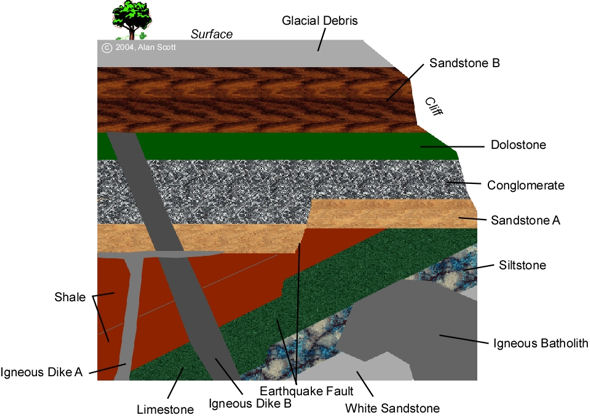 Glacial Debris
Surface
© 2004, Alan Scott
Sandstone B
Cliff
Dolostone
Conglomerate
Sandstone A
Siltstone
Shale
Igneous Batholith
Igneous Dike A
Earthquake Fault
Limestone
Igneous Dike B
White Sandstone